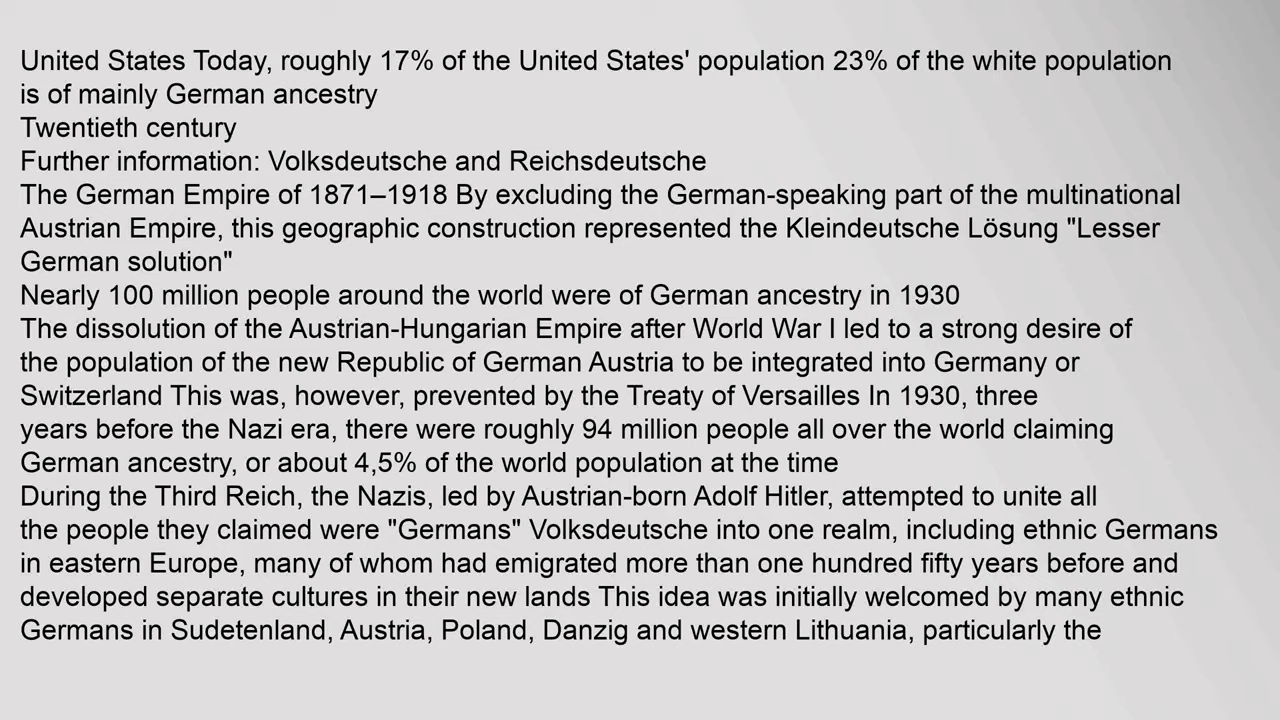 United States Today, roughly 17% of the United States' population 23% of the white population
is of mainly German ancestry
Twentieth century
Further information: Volksdeutsche and Reichsdeutsche
The German Empire of 1871–1918 By excluding the German-speaking part of the multinational
Austrian Empire, this geographic construction represented the Kleindeutsche Lösung "Lesser
German solution"
Nearly 100 million people around the world were of German ancestry in 1930
The dissolution of the Austrian-Hungarian Empire after World War I led to a strong desire of
the population of the new Republic of German Austria to be integrated into Germany or
Switzerland This was, however, prevented by the Treaty of Versailles In 1930, three
years before the Nazi era, there were roughly 94 million people all over the world claiming
German ancestry, or about 4,5% of the world population at the time
During the Third Reich, the Nazis, led by Austrian-born Adolf Hitler, attempted to unite all
the people they claimed were "Germans" Volksdeutsche into one realm, including ethnic Germans
in eastern Europe, many of whom had emigrated more than one hundred fifty years before and
developed separate cultures in their new lands This idea was initially welcomed by many ethnic
Germans in Sudetenland, Austria, Poland, Danzig and western Lithuania, particularly the